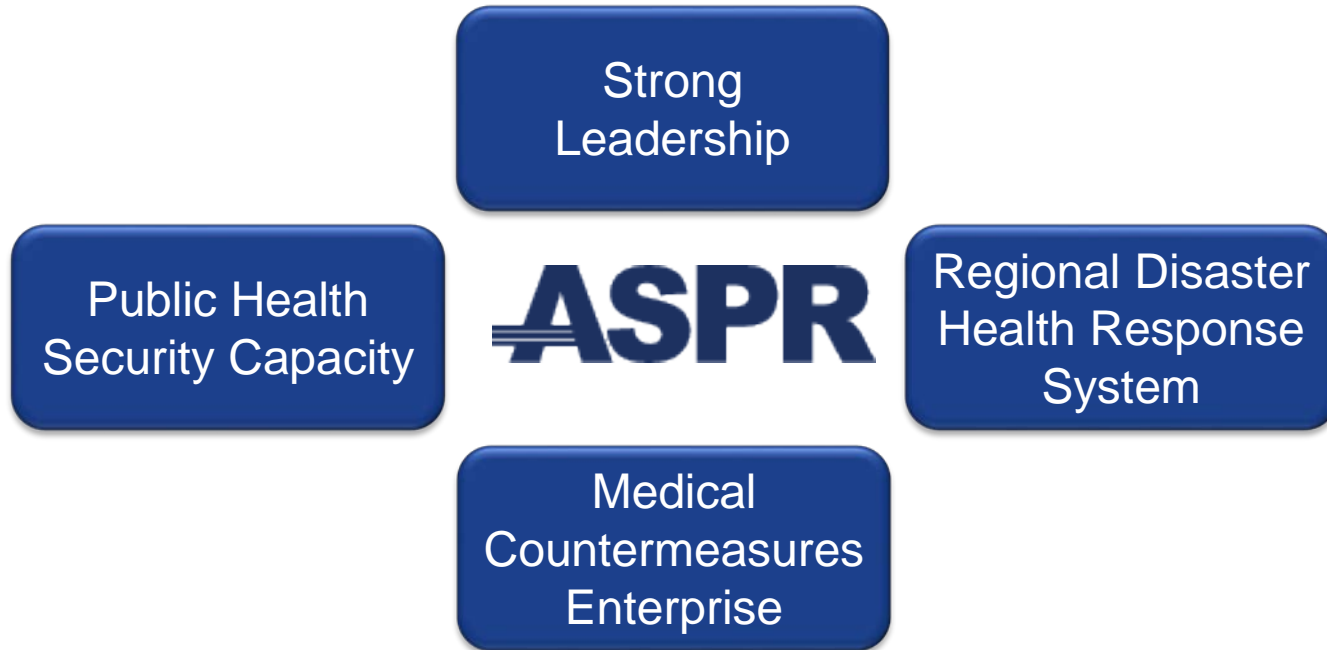 Strong
Leadership
Public Health
Security Capacity
ASPR
Regional Disaster
Health Response
System
Medical
Countermeasures
Enterprise